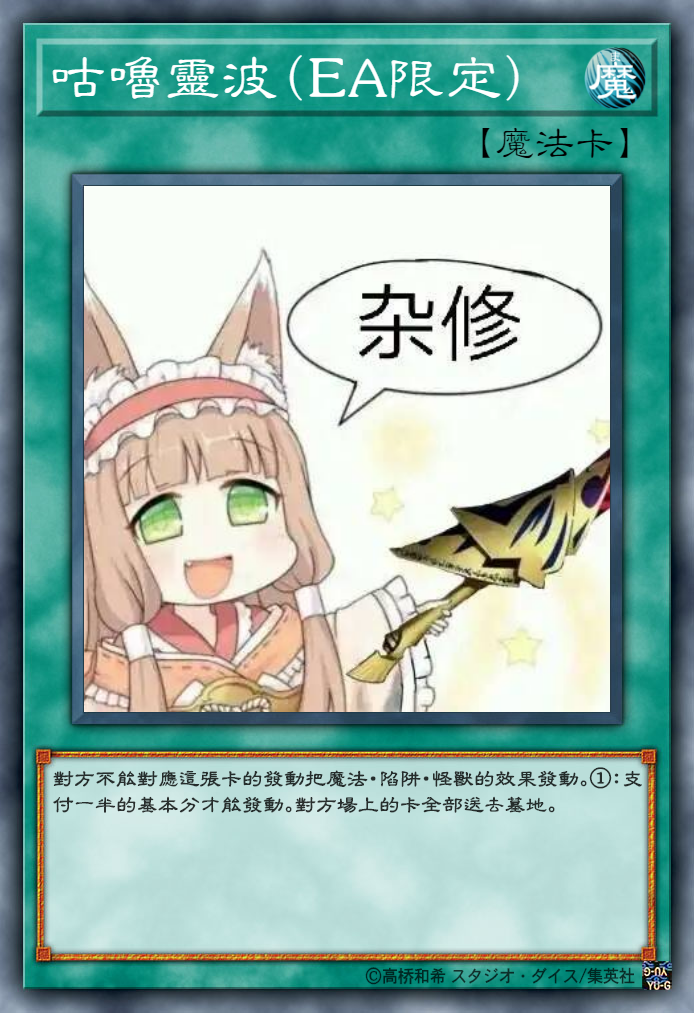 咕嚕靈波(EA限定)
魔
【魔法卡】
杂修
對方不能對應這張卡的發動把魔法·陷阱·怪獸的效果發動。①:支
付一半的基本分才能發動。對方場上的卡全部送去墓地。
©高桥和希 スタジオ・ダイス/集英社